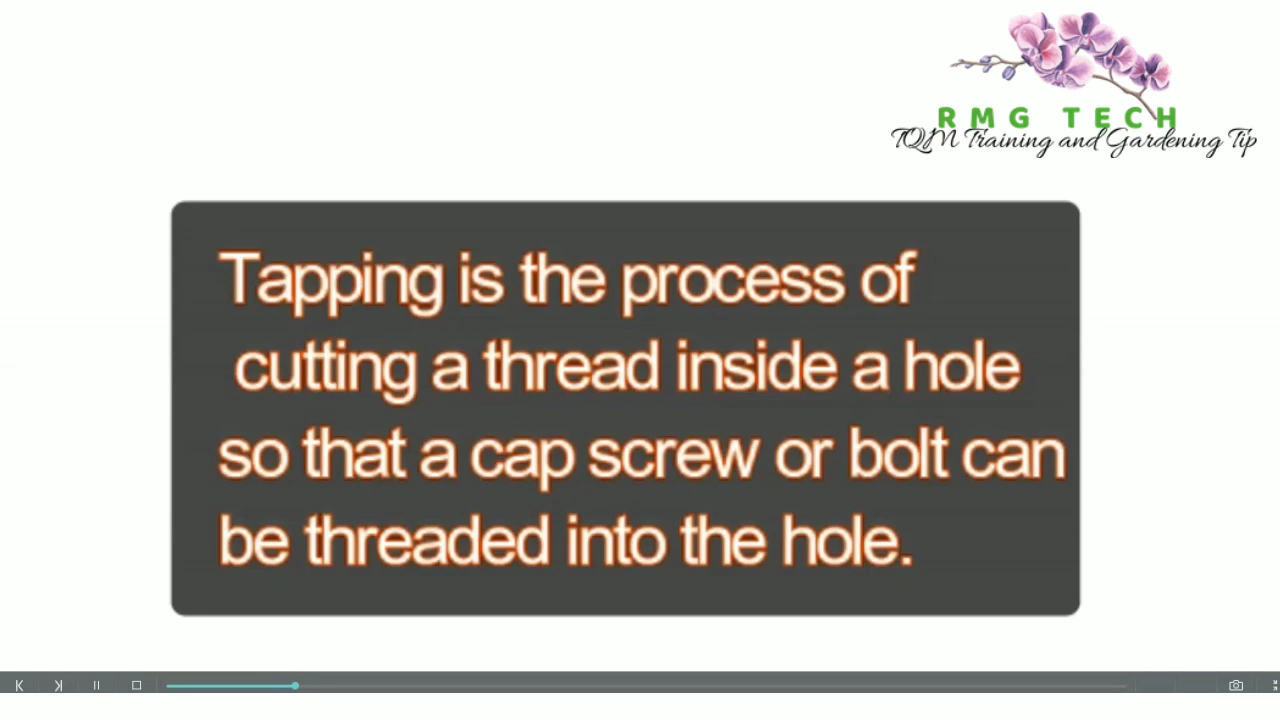 RMG TECH
TQM Training and Gardening Tip
Tapping is the process of
cutting a thread inside a hole
so that a cap screw or bolt can
be threaded into the hole.